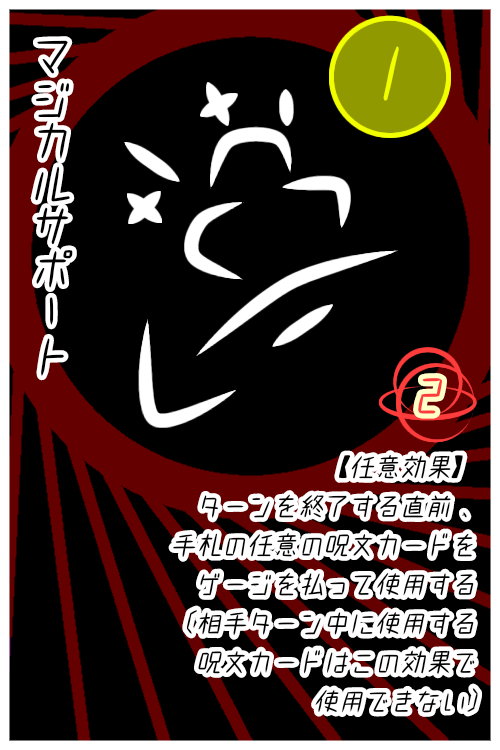 マジカルサポート
1
2
【任意効果】
ターンを終了する直前、
手札の任意の呪文カードを
ゲージを払って使用する
(相手ターン中に使用する
呪文カードはこの効果で
使用できない)